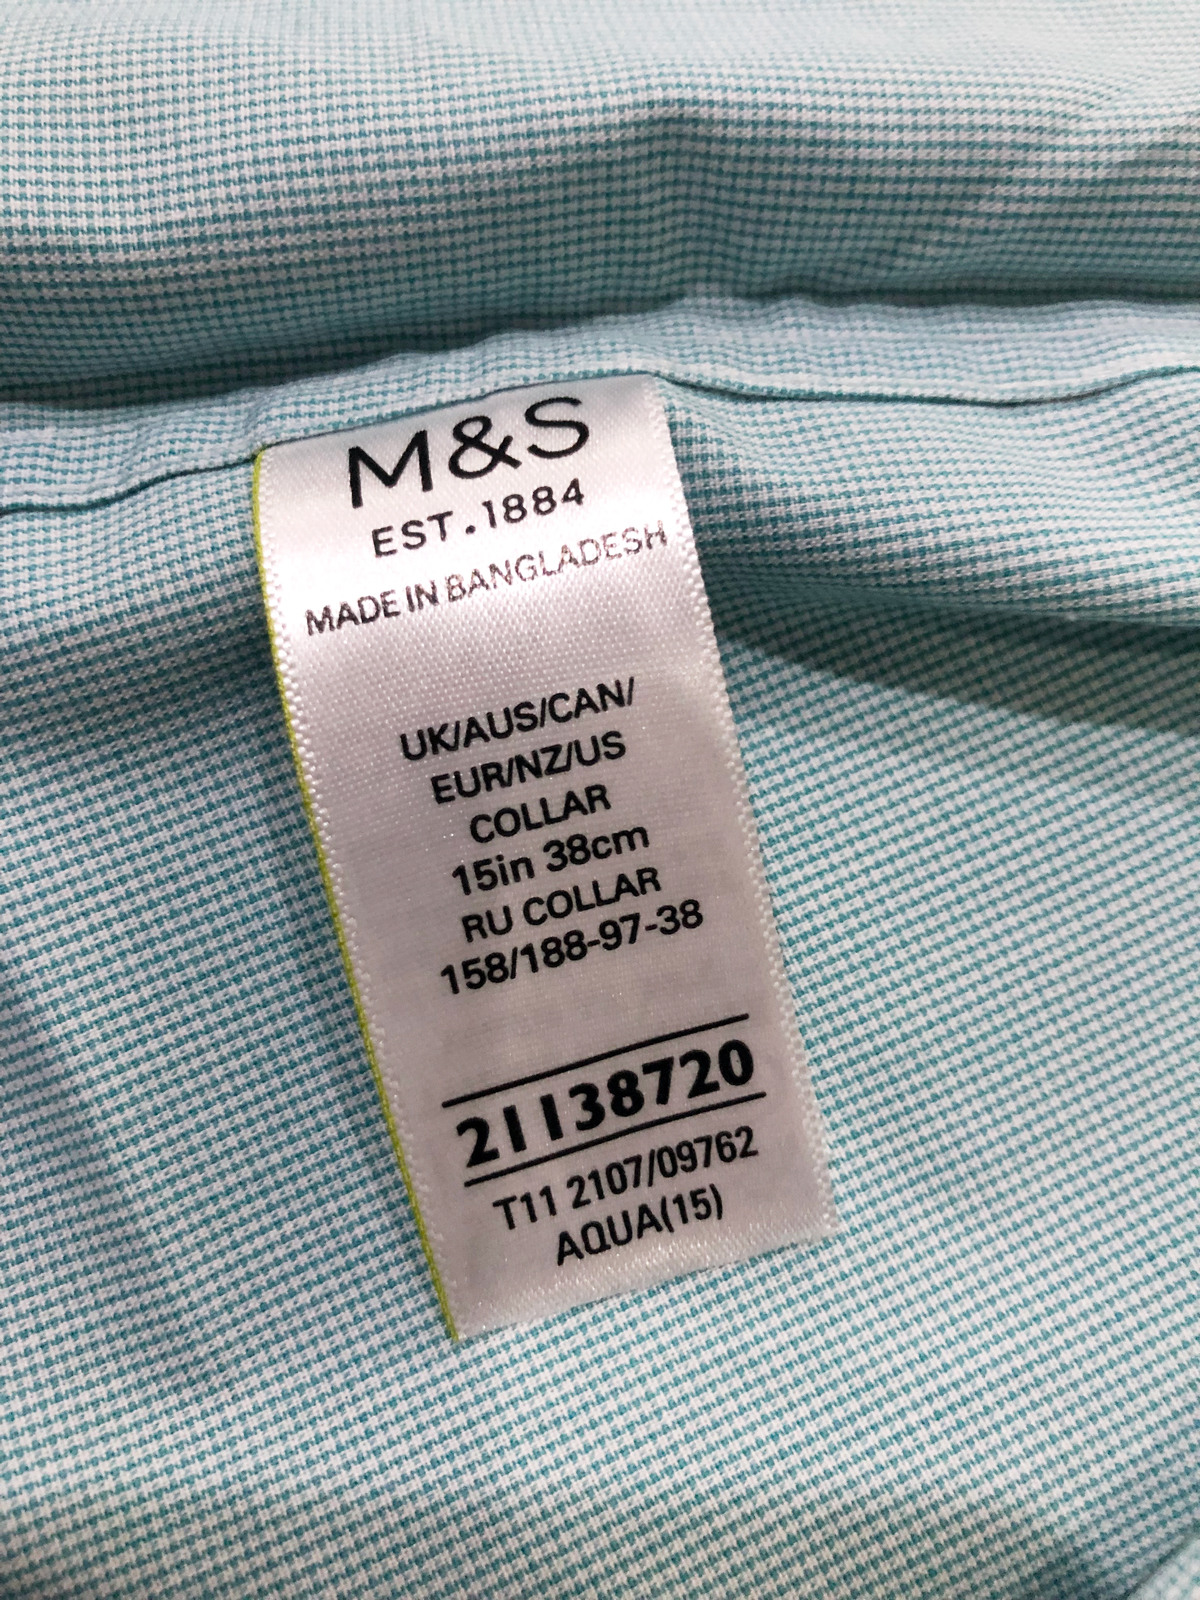 M&S
EST.1884
MADE IN BANGLADESH
UK/AUS/CAN/
EUR/NZ/US
COLLAR
15in 38cm
RU COLLAR
158/188-97-38
21138720
T11 2107/09762
AQUA(15)